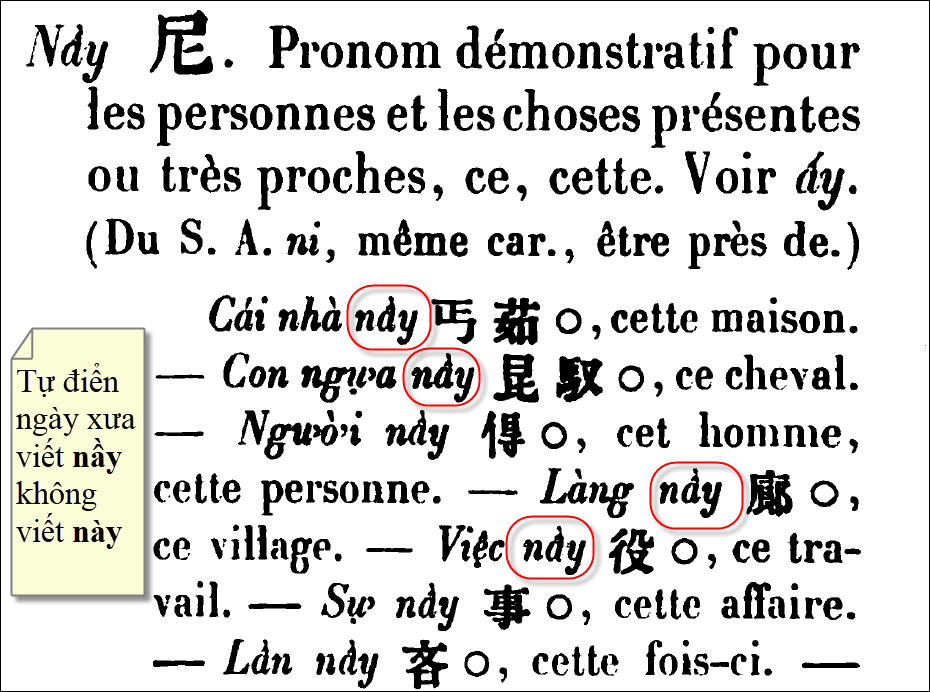 Nầy 尼. Pronom démonstratif pour
les personnes et les choses présentes
ou très proches, ce, cette. Voir ấy.
(Du S. A. ni, même car., être près de.)
Cái nhà nầy 丐 茹 ○, cette maison.
— Con ngựa nầy 昆 馭 ○, ce cheval.
— Người nầy 𠊛 ○, cet homme,
cette personne. — Làng nầy 廊 ○,
ce village. — Việc nầy 役 ○, ce tra-
vail. — Sự nầy 事 ○, cette affaire.
— Lần nầy 吝 ○, cette fois-ci. —
Tự điển
ngày xưa
viết nầy
không
viết này